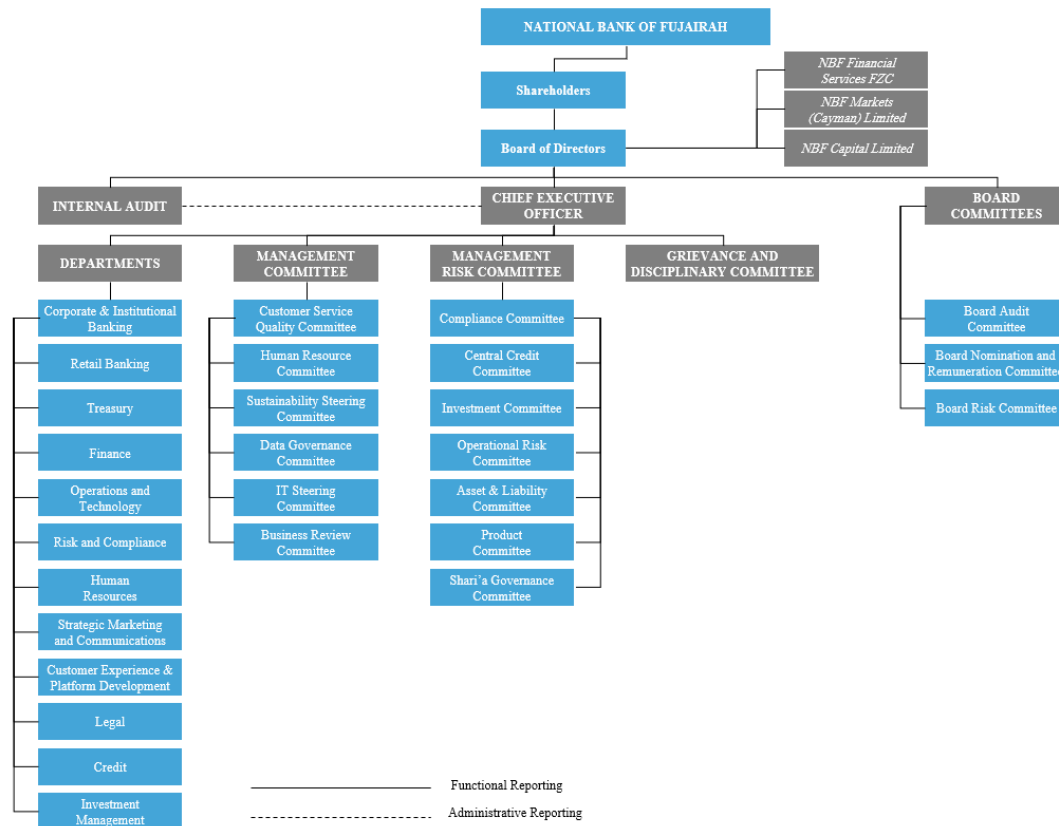 NATIONAL BANK OF FUJAIRAH
Shareholders
Board of Directors
NBF Financial
Services FZC
NBF Markets
(Cayman) Limited
NBF Capital Limited
INTERNAL AUDIT
CHIEF EXECUTIVE
OFFICER
BOARD
COMMITTEES
DEPARTMENTS
MANAGEMENT
COMMITTEE
MANAGEMENT
RISK COMMITTEE
GRIEVANCE AND
DISCIPLINARY COMMITTEE
Corporate & Institutional
Banking
Retail Banking
Treasury
Finance
Operations and
Technology
Risk and Compliance
Human
Resources
Strategic Marketing
and Communications
Customer Experience &
Platform Development
Legal
Credit
Investment
Management
Customer Service
Quality Committee
Human Resource
Committee
Sustainability Steering
Committee
Data Governance
Committee
IT Steering
Committee
Business Review
Committee
Compliance Committee
Central Credit
Committee
Investment Committee
Operational Risk
Committee
Asset & Liability
Committee
Product
Committee
Shari’a Governance
Committee
Board Audit
Committee
Board Nomination and
Remuneration Committee
Board Risk Committee
Functional Reporting
Administrative Reporting